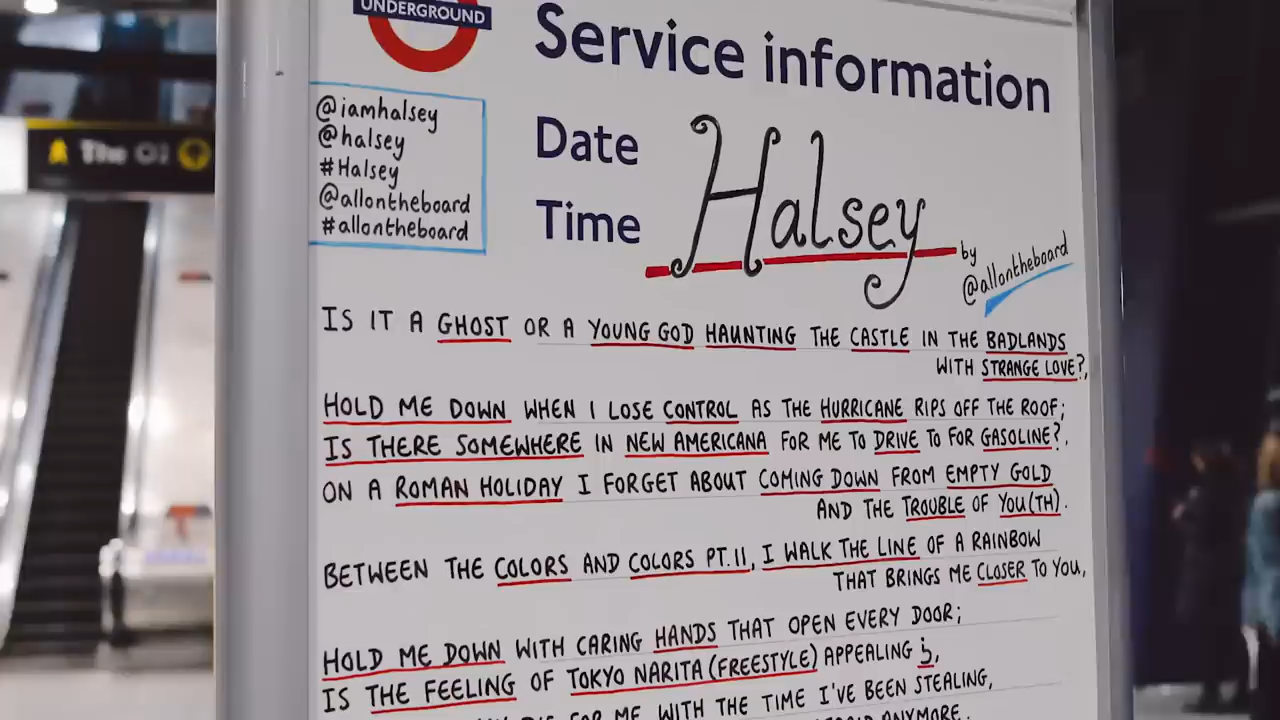 UNDERGROUND
Service information
@iamhalsey
@halsey
#Halsey
@allontheboard
#allontheboard
Date
Time
Halsey
by
@allontheboard
The O2
IS IT A GHOST OR A YOUNG GOD HAUNTING THE CASTLE IN THE BADLANDS
WITH STRANGE LOVE?,
HOLD ME DOWN WHEN I LOSE CONTROL AS THE HURRICANE RIPS OFF THE ROOF;
IS THERE SOMEWHERE IN NEW AMERICANA FOR ME TO DRIVE TO FOR GASOLINE?,
ON A ROMAN HOLIDAY I FORGET ABOUT COMING DOWN FROM EMPTY GOLD
AND THE TROUBLE OF YOU(TH).
BETWEEN THE COLORS AND COLORS PT.II, I WALK THE LINE OF A RAINBOW
THAT BRINGS ME CLOSER TO YOU,
HOLD ME DOWN WITH CARING HANDS THAT OPEN EVERY DOOR;
IS THE FEELING OF TOKYO NARITA (FREESTYLE) APPEALING 5,
FOR ME WITH THE TIME I'VE BEEN STEALING,
ANYMORE.